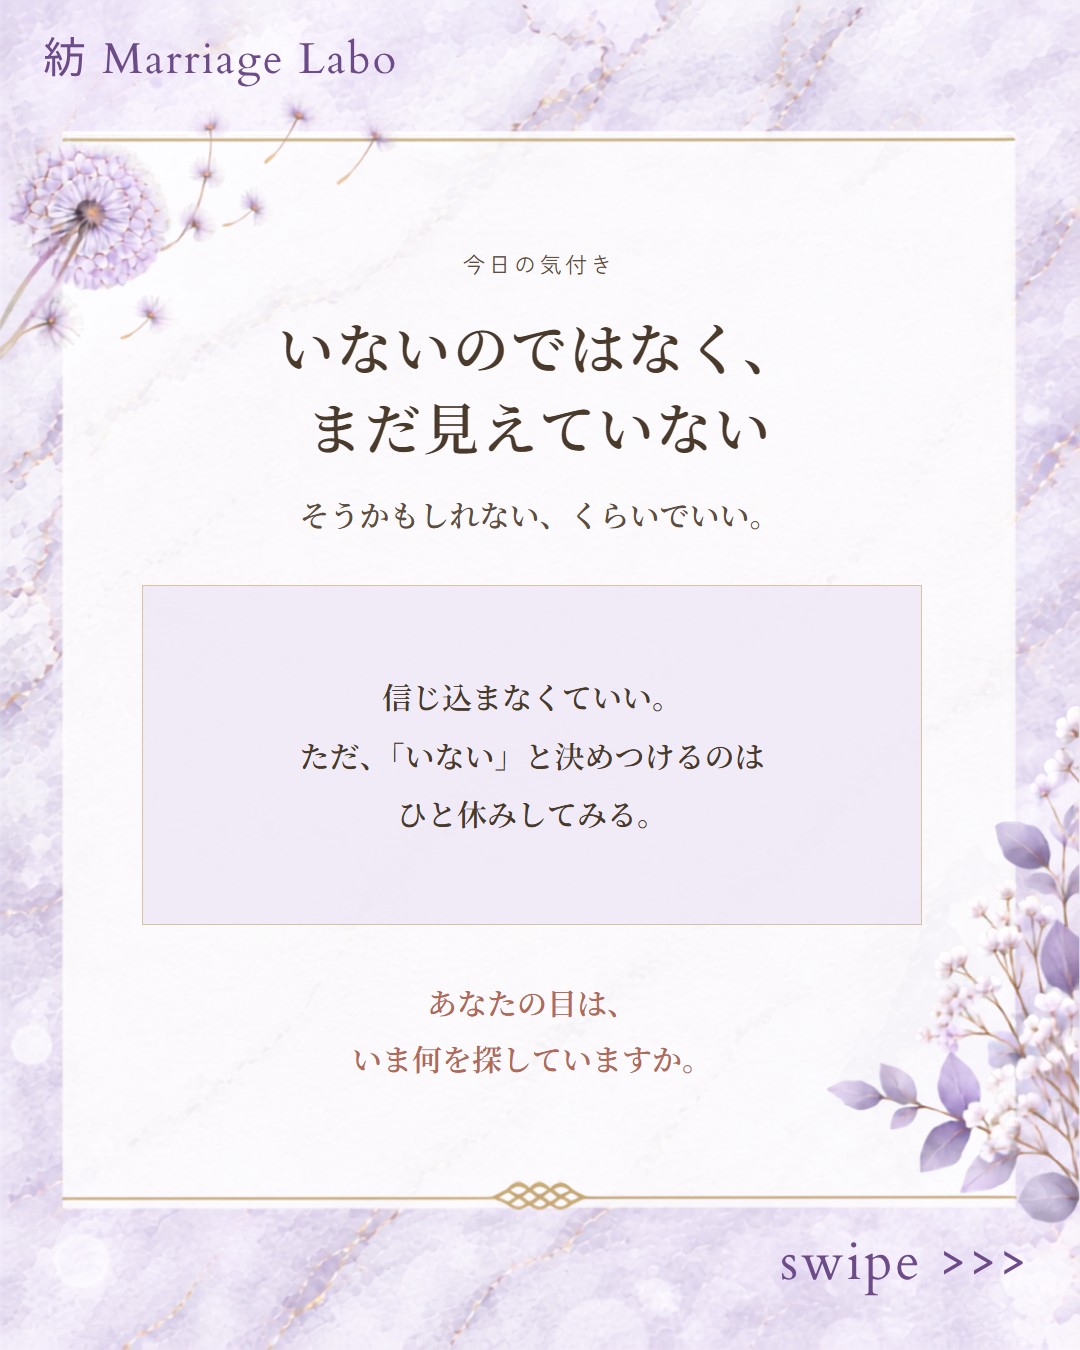 紡 Marriage Labo
今日の気付き
いないのではなく、
まだ見えていない
そうかもしれない、くらいでいい。
信じ込まなくていい。
ただ、「いない」と決めつけるのは
ひと休みしてみる。
あなたの目は、
いま何を探していますか。
swipe >>>